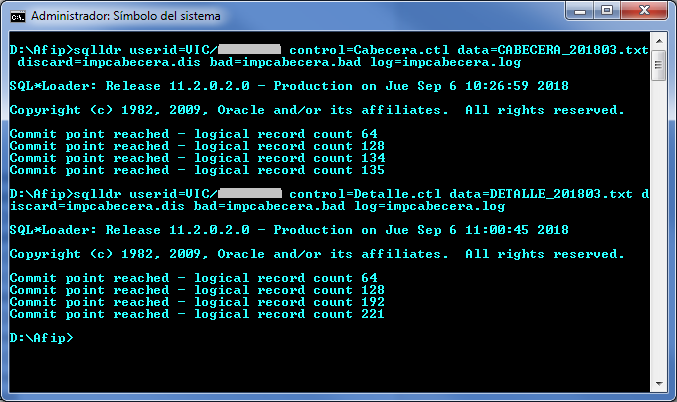 Administrador: Símbolo del sistema
D:\Afip>sqlldr userid=VIC/ control=Cabecera.ctl data=CABECERA_201803.txt
discard=impcabecera.dis bad=impcabecera.bad log=impcabecera.log
SQL*Loader: Release 11.2.0.2.0 - Production on Jue Sep 6 10:26:59 2018
Copyright (c) 1982, 2009, Oracle and/or its affiliates.  All rights reserved.
Commit point reached - logical record count 64
Commit point reached - logical record count 128
Commit point reached - logical record count 134
Commit point reached - logical record count 135
D:\Afip>sqlldr userid=VIC/ control=Detalle.ctl data=DETALLE_201803.txt d
iscard=impcabecera.dis bad=impcabecera.bad log=impcabecera.log
SQL*Loader: Release 11.2.0.2.0 - Production on Jue Sep 6 11:00:45 2018
Copyright (c) 1982, 2009, Oracle and/or its affiliates.  All rights reserved.
Commit point reached - logical record count 64
Commit point reached - logical record count 128
Commit point reached - logical record count 192
Commit point reached - logical record count 221
D:\Afip>